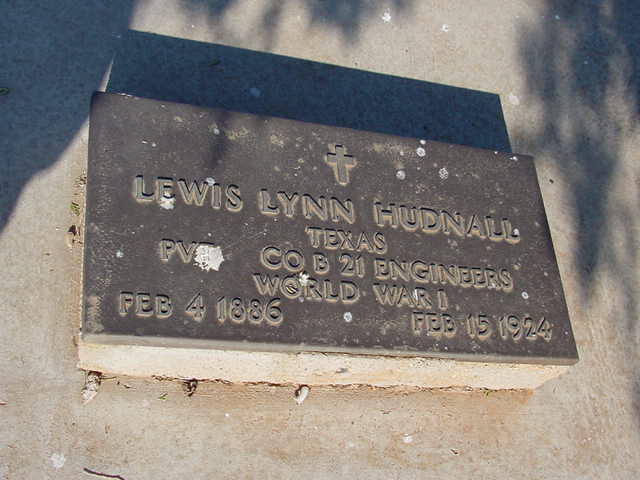 LEWIS LYNN HUDNALL
TEXAS
PVT CO B 21 ENGINEERS
WORLD WAR I
FEB 4 1886 FEB 15 1924